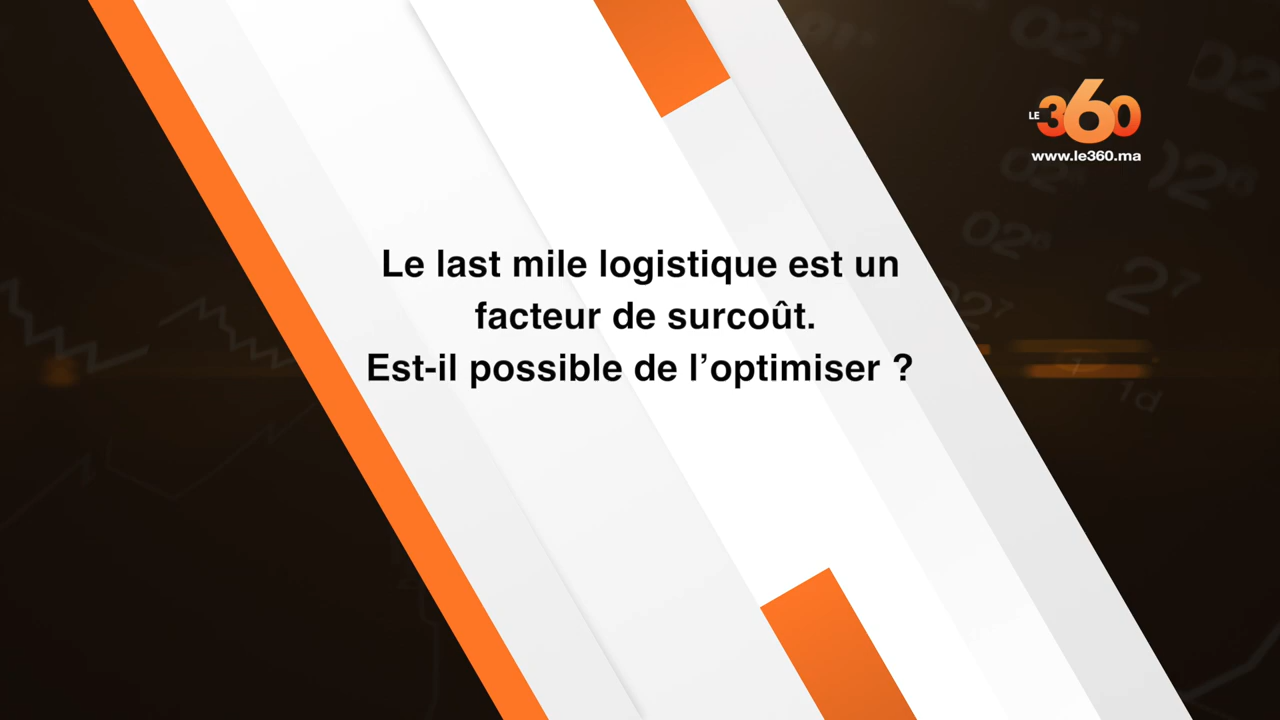 LE 360
www.le360.ma
Le last mile logistique est un
facteur de surcoût.
Est-il possible de l’optimiser ?